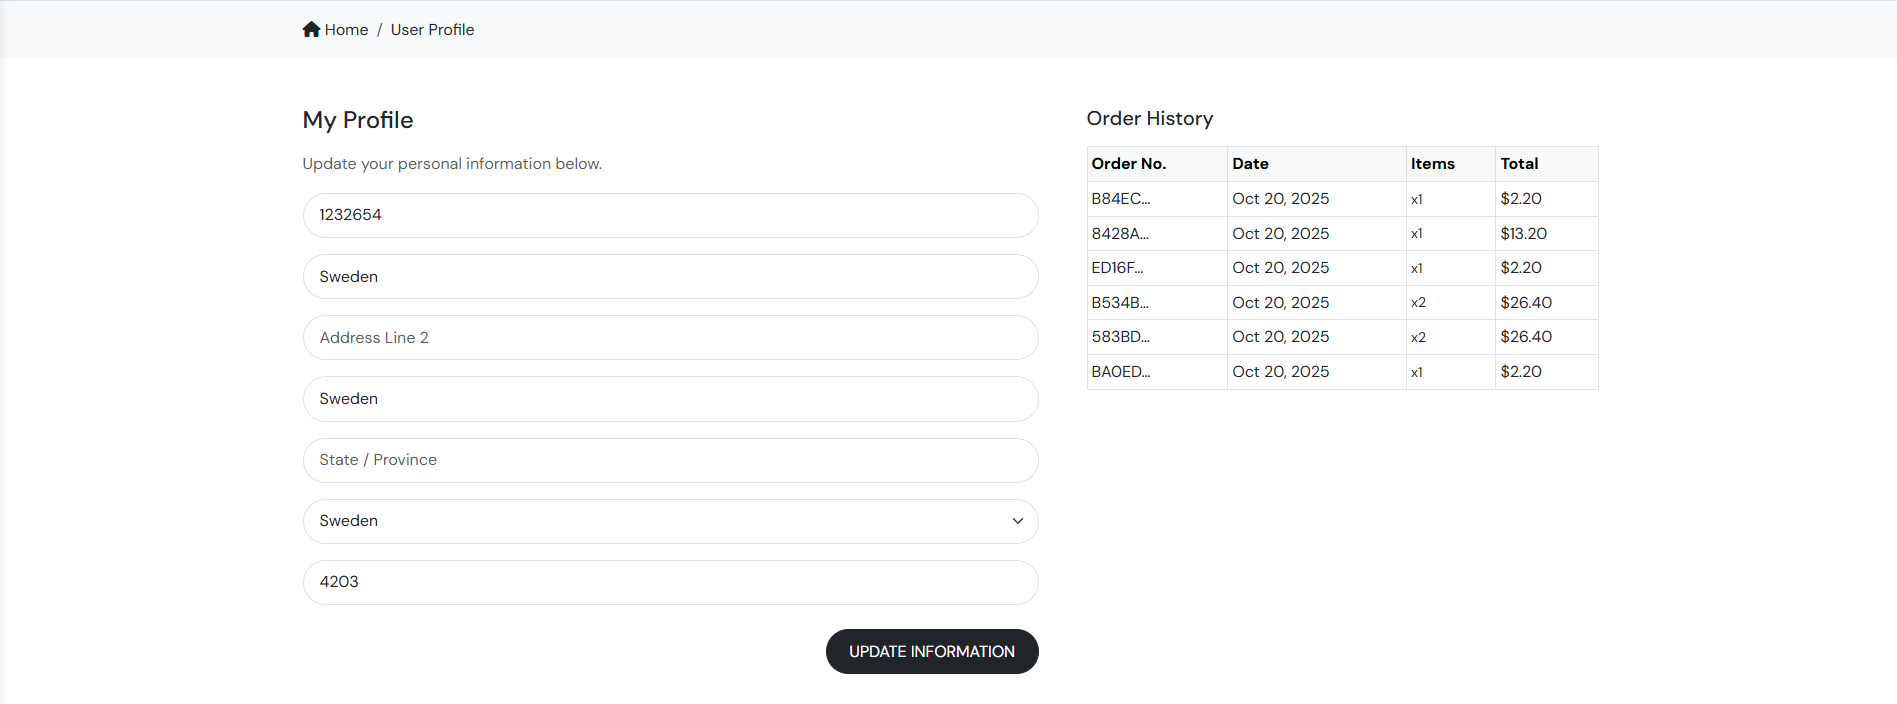 Home / User Profile
My Profile
Update your personal information below.
1232654
Sweden
Address Line 2
Sweden
State / Province
Sweden
4203
UPDATE INFORMATION
Order History
Order No. Date Items Total
B84EC... Oct 20, 2025 x1 $2.20
8428A... Oct 20, 2025 x1 $13.20
ED16F... Oct 20, 2025 x1 $2.20
B534B... Oct 20, 2025 x2 $26.40
583BD... Oct 20, 2025 x2 $26.40
BA0ED... Oct 20, 2025 x1 $2.20